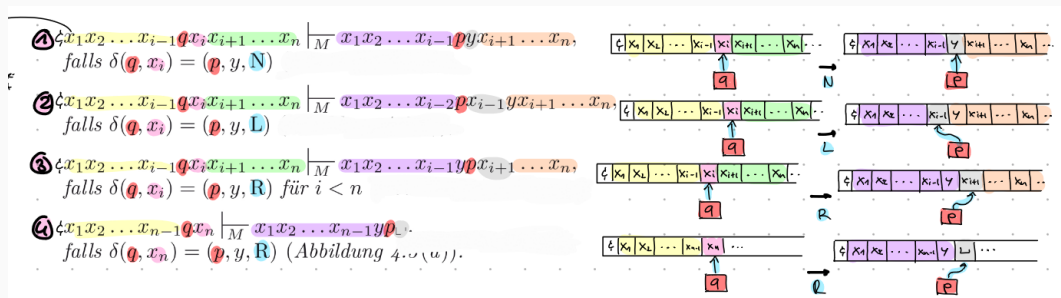 ① ¢x₁x₂ … xᵢ₋₁qxᵢxᵢ₊₁ … xₙ |—M x₁x₂ … xᵢ₋₁pyxᵢ₊₁ … xₙ,
falls δ(q, xᵢ) = (p, y, N)
② ¢x₁x₂ … xᵢ₋₁qxᵢxᵢ₊₁ … xₙ |—M x₁x₂ … xᵢ₋₂pxᵢ₋₁yxᵢ₊₁ … xₙ,
falls δ(q, xᵢ) = (p, y, L)
③ ¢x₁x₂ … xᵢ₋₁qxᵢxᵢ₊₁ … xₙ |—M x₁x₂ … xᵢ₋₁ypxᵢ₊₁ … xₙ
falls δ(q, xᵢ) = (p, y, R) für i < n
④ ¢x₁x₂ … xₙ₋₁qxₙ |—M x₁x₂ … xₙ₋₁yp␣.
falls δ(q, xₙ) = (p, y, R) (Abbildung
¢ x₁ x₂ … xᵢ₋₁ xᵢ xᵢ₊₁ … xₙ …
q
→ N
¢ x₁ x₂ … xᵢ₋₁ y xᵢ₊₁ … xₙ …
p
¢ x₁ x₂ … xᵢ₋₁ xᵢ xᵢ₊₁ … xₙ …
q
→ L
¢ x₁ x₂ … xᵢ₋₁ y xᵢ₊₁ … xₙ …
p
¢ x₁ x₂ … xᵢ₋₁ xᵢ xᵢ₊₁ … xₙ …
q
→ R
¢ x₁ x₂ … xᵢ₋₁ y xᵢ₊₁ … xₙ …
p
¢ x₁ x₂ … xₙ₋₁ xₙ …
q
→ R
¢ x₁ x₂ … xₙ₋₁ y ␣ …
p